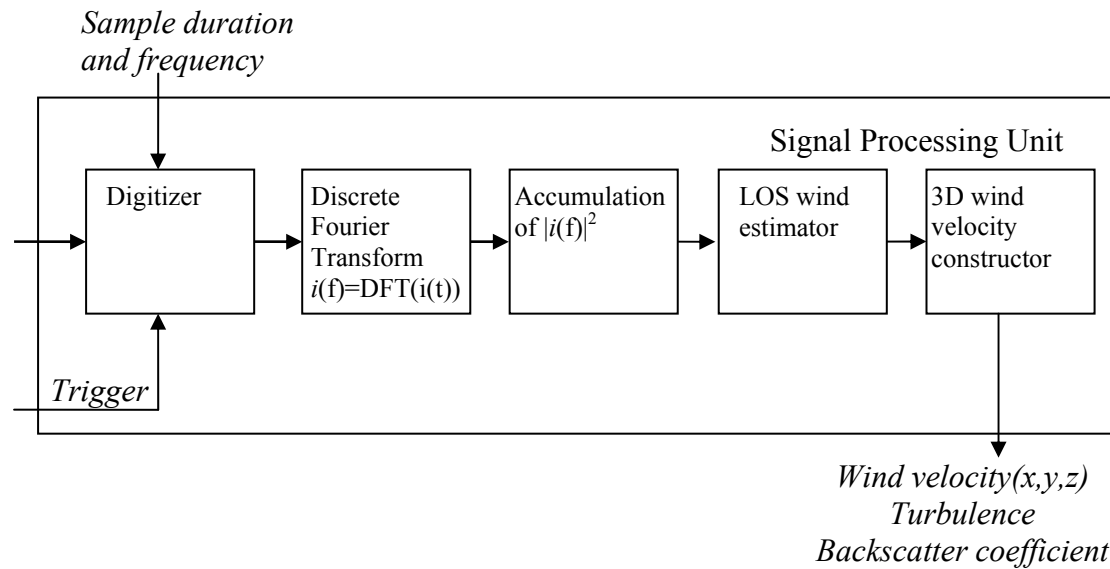 Sample duration
and frequency
Signal Processing Unit
Digitizer
Discrete
Fourier
Transform
i(f)=DFT(i(t))
Accumulation
of |i(f)|²
LOS wind
estimator
3D wind
velocity
constructor
Trigger
Wind velocity(x,y,z)
Turbulence
Backscatter coefficient